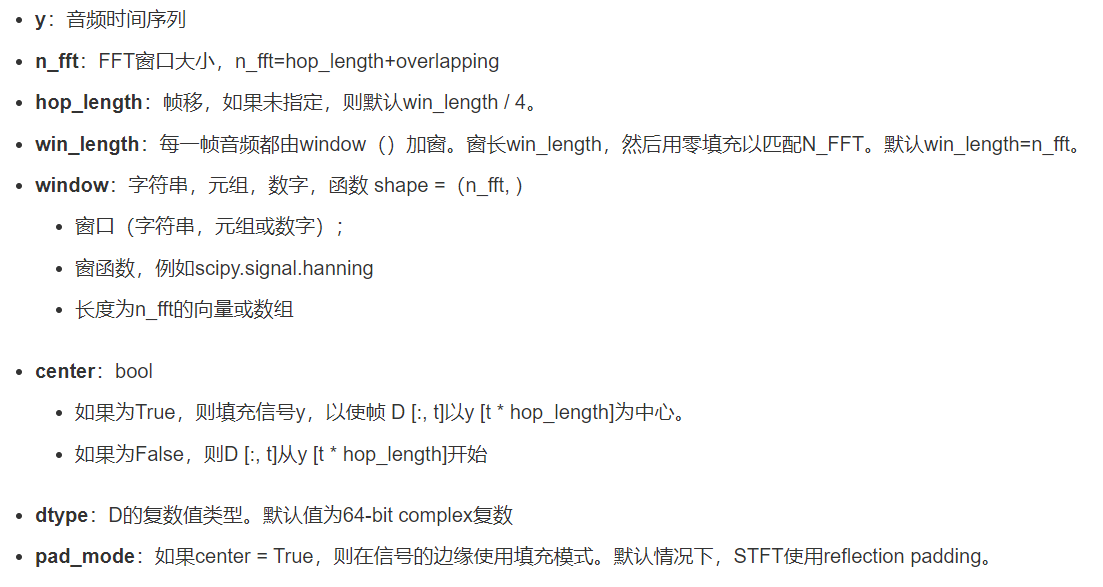 y：音频时间序列
n_fft：FFT窗口大小，n_fft=hop_length+overlapping
hop_length：帧移，如果未指定，则默认win_length / 4。
win_length：每一帧音频都由window（）加窗。窗长win_length，然后用零填充以匹配N_FFT。默认win_length=n_fft。
window：字符串，元组，数字，函数 shape =（n_fft, ）
窗口（字符串，元组或数字）；
窗函数，例如scipy.signal.hanning
长度为n_fft的向量或数组
center：bool
如果为True，则填充信号y，以使帧 D [:, t]以y [t * hop_length]为中心。
如果为False，则D [:, t]从y [t * hop_length]开始
dtype：D的复数值类型。默认值为64-bit complex复数
pad_mode：如果center = True，则在信号的边缘使用填充模式。默认情况下，STFT使用reflection padding。